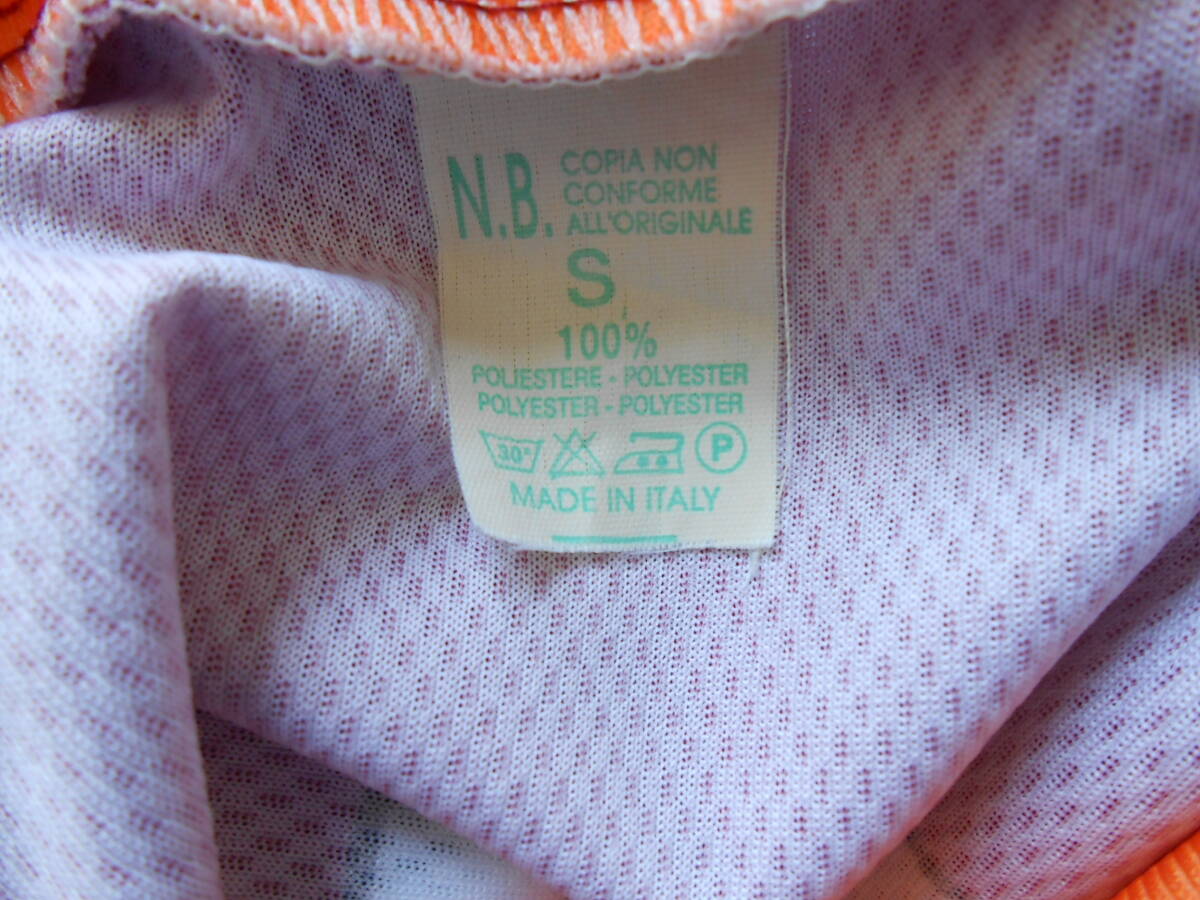 N.B. COPIA NON
CONFORME
ALL'ORIGINALE
S
100%
POLIESTERE - POLYESTER
POLYESTER - POLYESTER
30° P
MADE IN ITALY